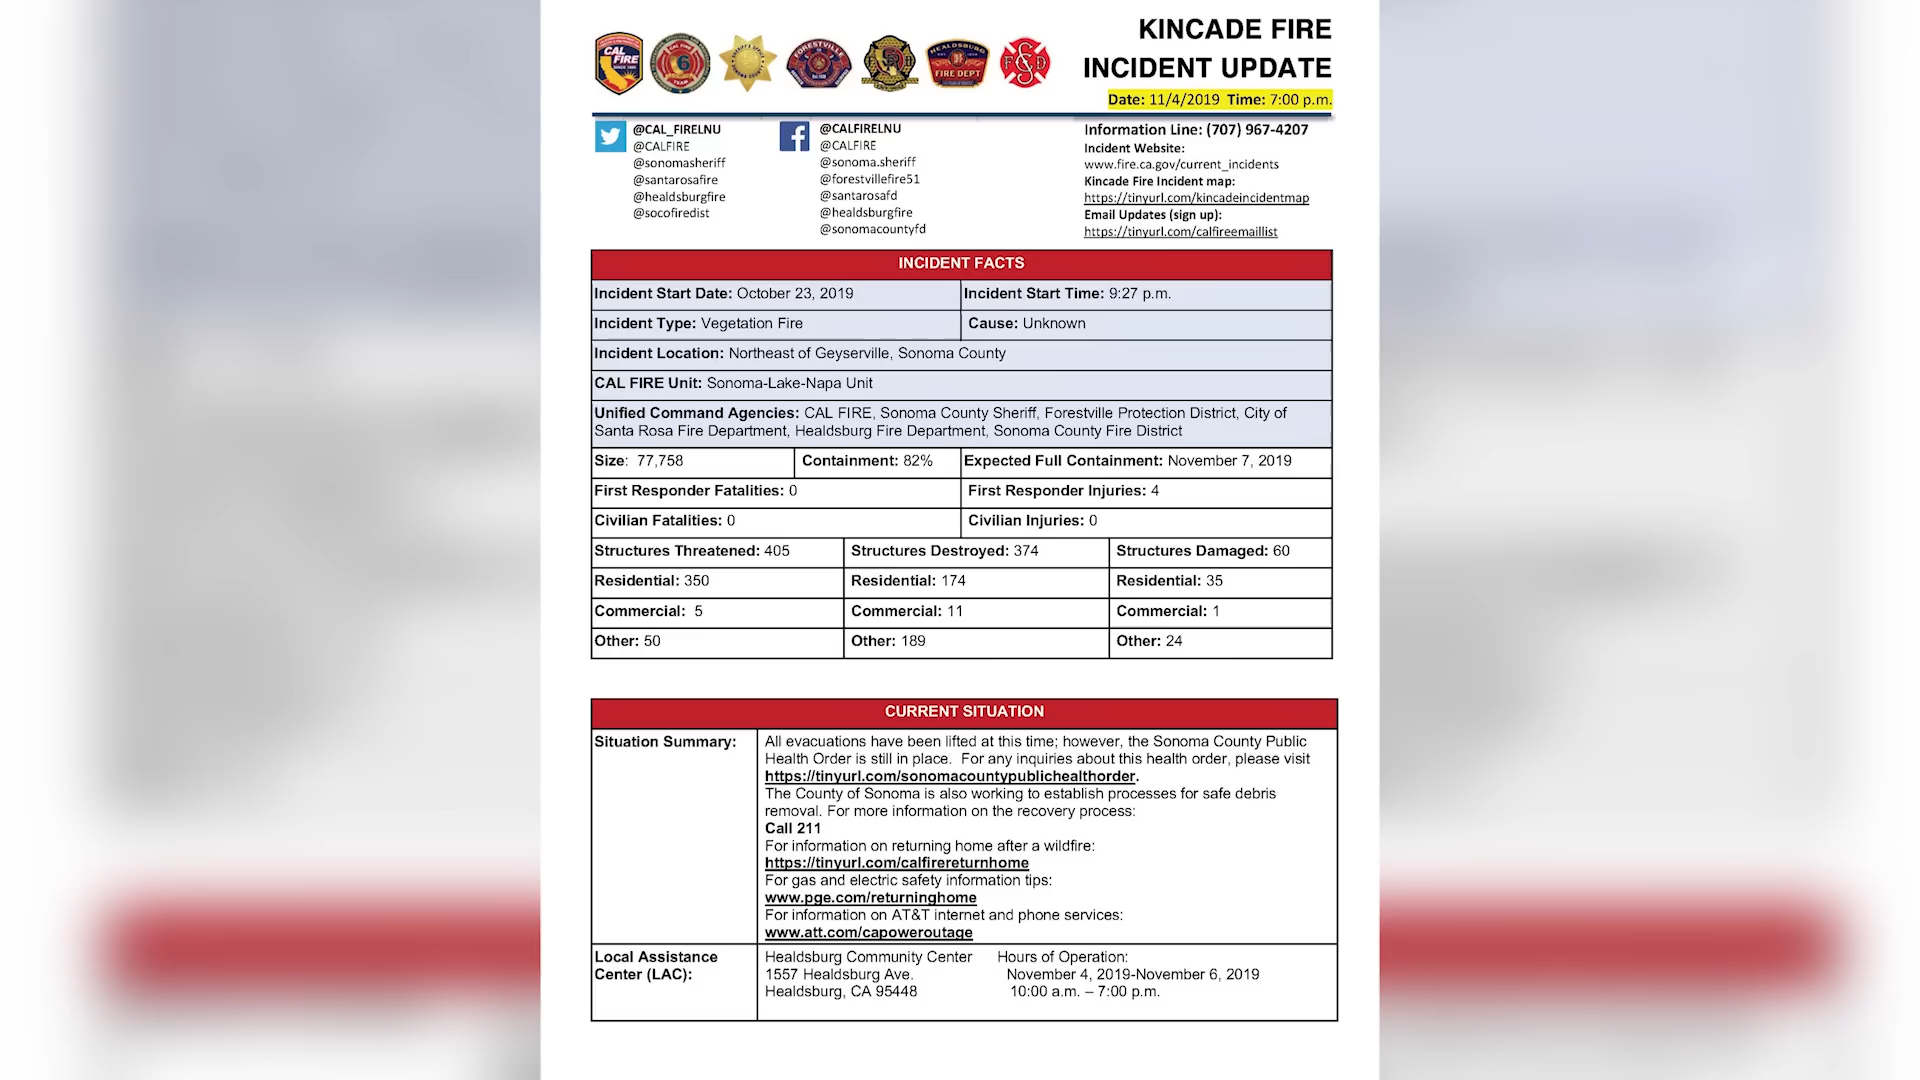 CAL FIRE
SINCE 1885
CAL FIRE
6
TEAM
FORESTVILLE
HEALDSBURG
FIRE DEPT
F S D
KINCADE FIRE
INCIDENT UPDATE
Date: 11/4/2019 Time: 7:00 p.m.
@CAL_FIRELNU
@CALFIRE
@sonomasheriff
@santarosafire
@healdsburgfire
@socofiredist
@CALFIRELNU
@CALFIRE
@sonoma.sheriff
@forestvillefire51
@santarosafd
@healdsburgfire
@sonomacountyfd
Information Line: (707) 967-4207
Incident Website:
www.fire.ca.gov/current_incidents
Kincade Fire Incident map:
https://tinyurl.com/kincadeincidentmap
Email Updates (sign up):
https://tinyurl.com/calfireemaillist
INCIDENT FACTS
Incident Start Date: October 23, 2019 Incident Start Time: 9:27 p.m.
Incident Type: Vegetation Fire Cause: Unknown
Incident Location: Northeast of Geyserville, Sonoma County
CAL FIRE Unit: Sonoma-Lake-Napa Unit
Unified Command Agencies: CAL FIRE, Sonoma County Sheriff, Forestville Protection District, City of
Santa Rosa Fire Department, Healdsburg Fire Department, Sonoma County Fire District
Size: 77,758 Containment: 82% Expected Full Containment: November 7, 2019
First Responder Fatalities: 0 First Responder Injuries: 4
Civilian Fatalities: 0 Civilian Injuries: 0
Structures Threatened: 405 Structures Destroyed: 374 Structures Damaged: 60
Residential: 350 Residential: 174 Residential: 35
Commercial: 5 Commercial: 11 Commercial: 1
Other: 50 Other: 189 Other: 24
CURRENT SITUATION
Situation Summary:
All evacuations have been lifted at this time; however, the Sonoma County Public
Health Order is still in place. For any inquiries about this health order, please visit
https://tinyurl.com/sonomacountypublichealthorder.
The County of Sonoma is also working to establish processes for safe debris
removal. For more information on the recovery process:
Call 211
For information on returning home after a wildfire:
https://tinyurl.com/calfirereturnhome
For gas and electric safety information tips:
www.pge.com/returninghome
For information on AT&T internet and phone services:
www.att.com/capoweroutage
Local Assistance
Center (LAC):
Healdsburg Community Center Hours of Operation:
1557 Healdsburg Ave. November 4, 2019-November 6, 2019
Healdsburg, CA 95448 10:00 a.m. – 7:00 p.m.